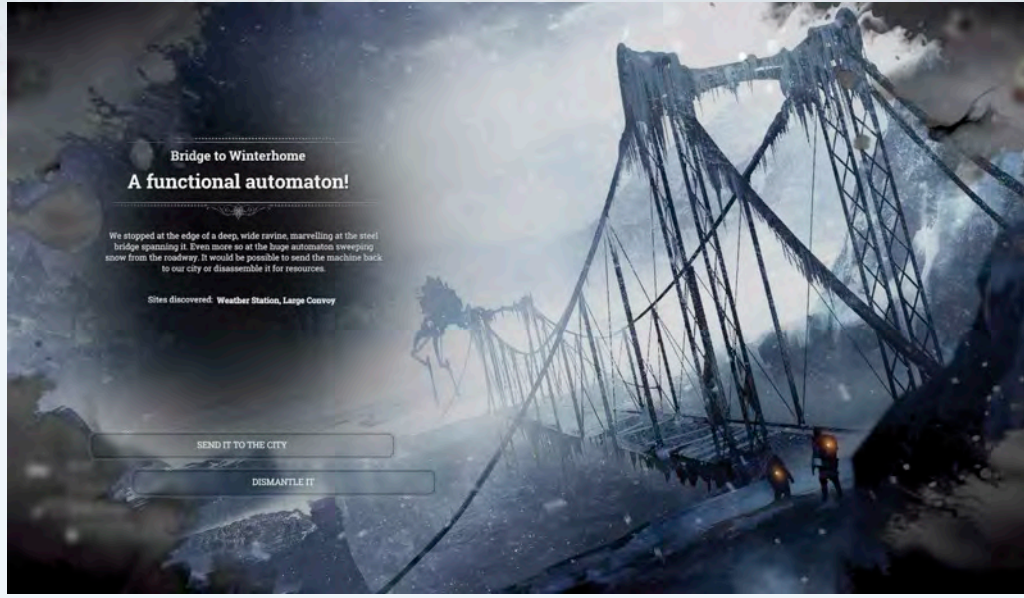 Bridge to Winterhome
A functional automaton!
We stopped at the edge of a deep, wide ravine, marvelling at the steel
bridge spanning it. Even more so at the huge automaton sweeping
snow from the roadway. It would be possible to send the machine back
to our city or disassemble it for resources.
Sites discovered: Weather Station, Large Convoy
SEND IT TO THE CITY
DISMANTLE IT